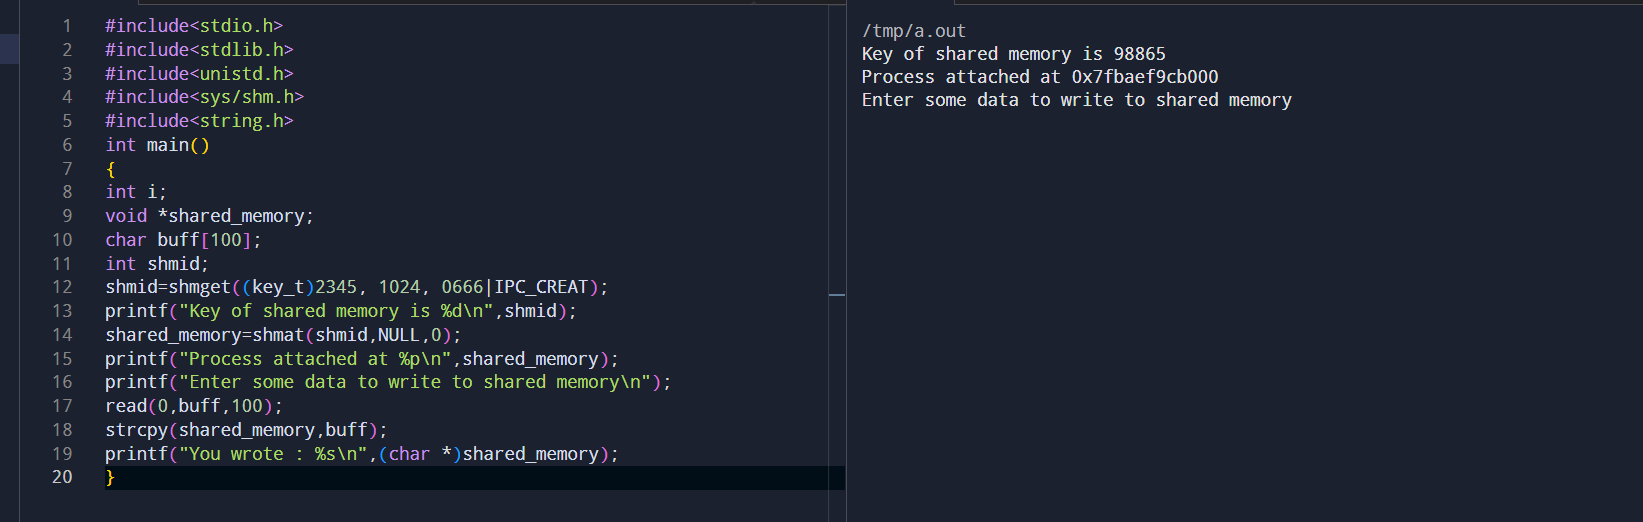 1 #include<stdio.h>
2 #include<stdlib.h>
3 #include<unistd.h>
4 #include<sys/shm.h>
5 #include<string.h>
6 int main()
7 {
8 int i;
9 void *shared_memory;
10 char buff[100];
11 int shmid;
12 shmid=shmget((key_t)2345, 1024, 0666|IPC_CREAT);
13 printf("Key of shared memory is %d\n",shmid);
14 shared_memory=shmat(shmid,NULL,0);
15 printf("Process attached at %p\n",shared_memory);
16 printf("Enter some data to write to shared memory\n");
17 read(0,buff,100);
18 strcpy(shared_memory,buff);
19 printf("You wrote : %s\n",(char *)shared_memory);
20 }
/tmp/a.out
Key of shared memory is 98865
Process attached at 0x7fbaef9cb000
Enter some data to write to shared memory